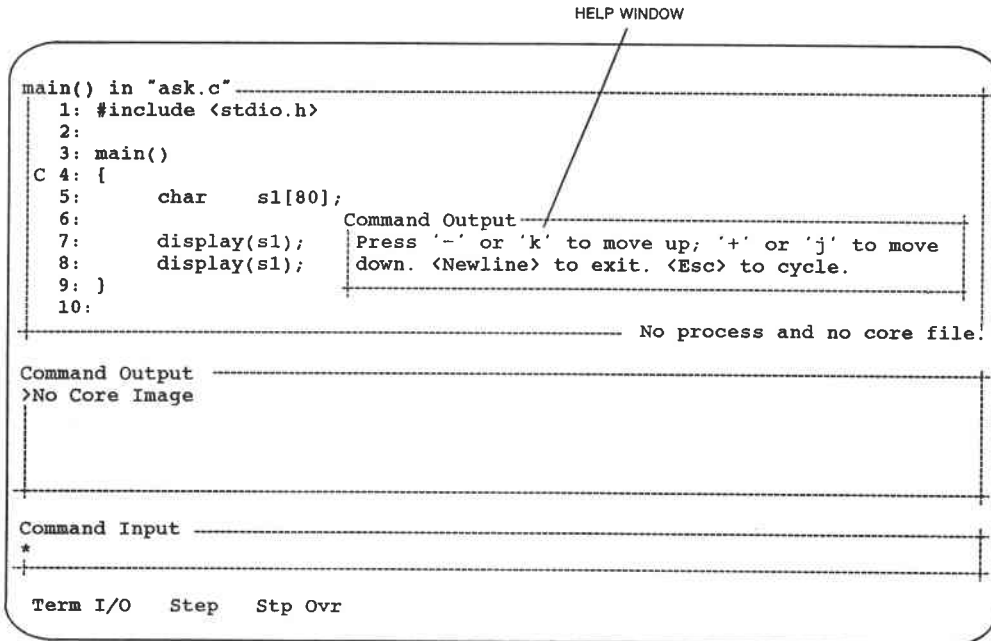 HELP WINDOW
main() in "ask.c"
1: #include <stdio.h>
2:
3: main()
C 4: {
5: char s1[80];
6:
7: display(s1);
8: display(s1);
9: }
10:
Command Output
Press '-' or 'k' to move up; '+' or 'j' to move
down. <Newline> to exit. <Esc> to cycle.
No process and no core file.
Command Output
>No Core Image
Command Input
*
Term I/O Step Stp Ovr